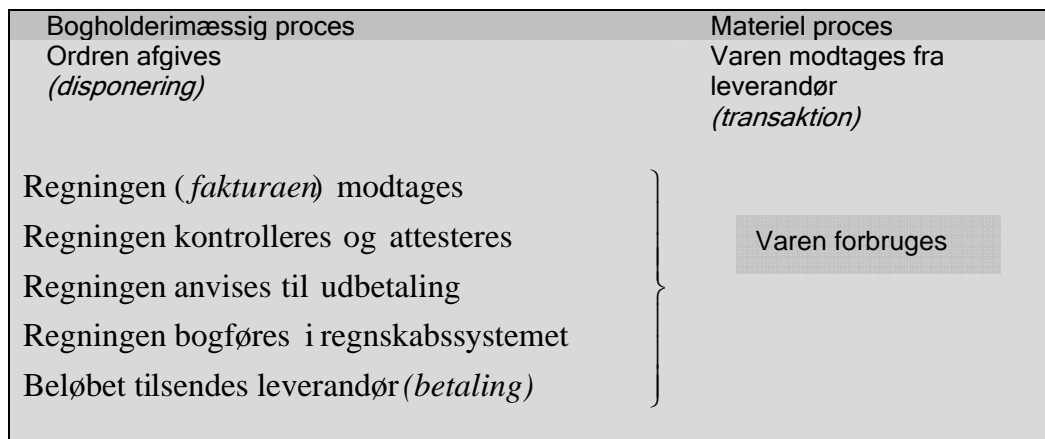 Bogholderimæssig proces Materiel proces
Ordren afgives Varen modtages fra
(disponering) leverandør
(transaktion)
Regningen (fakturaen) modtages
Regningen kontrolleres og attesteres
Varen forbruges
Regningen anvises til udbetaling
Regningen bogføres i regnskabssystemet
Beløbet tilsendes leverandør (betaling)